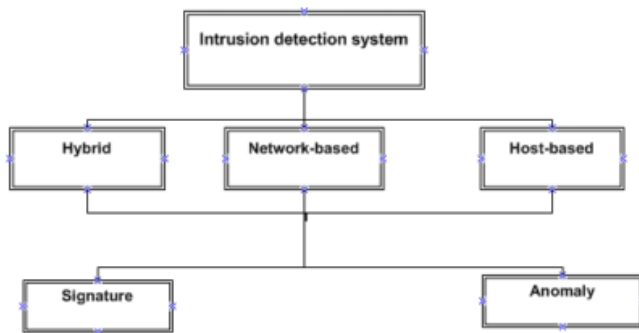 Intrusion detection system
Hybrid
Network-based
Host-based
Signature
Anomaly